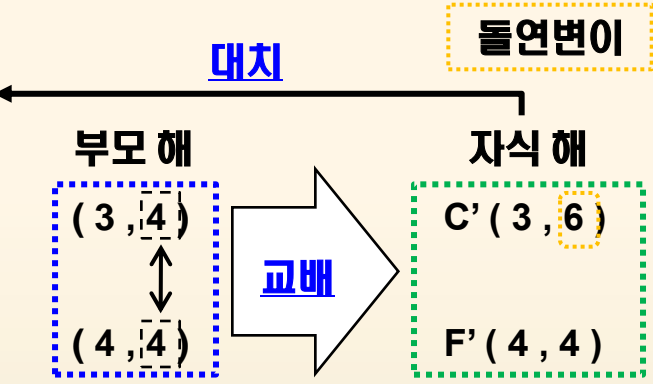 돌연변이
대치
부모 해
자식 해
( 3 , 4 )
C’ ( 3 , 6 )
교배
( 4 , 4 )
F’ ( 4 , 4 )